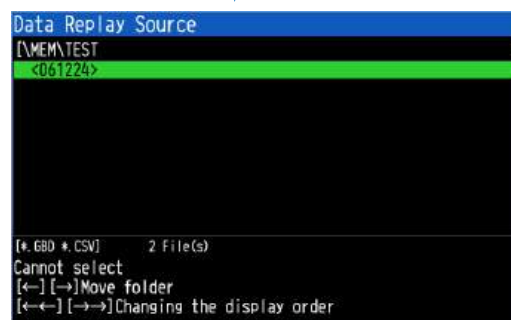 Data Replay Source
[\MEM\TEST
<061224>
[*.GBD *.CSV] 2 File(s)
Cannot select
[←][→]Move folder
[←←][→→]Changing the display order